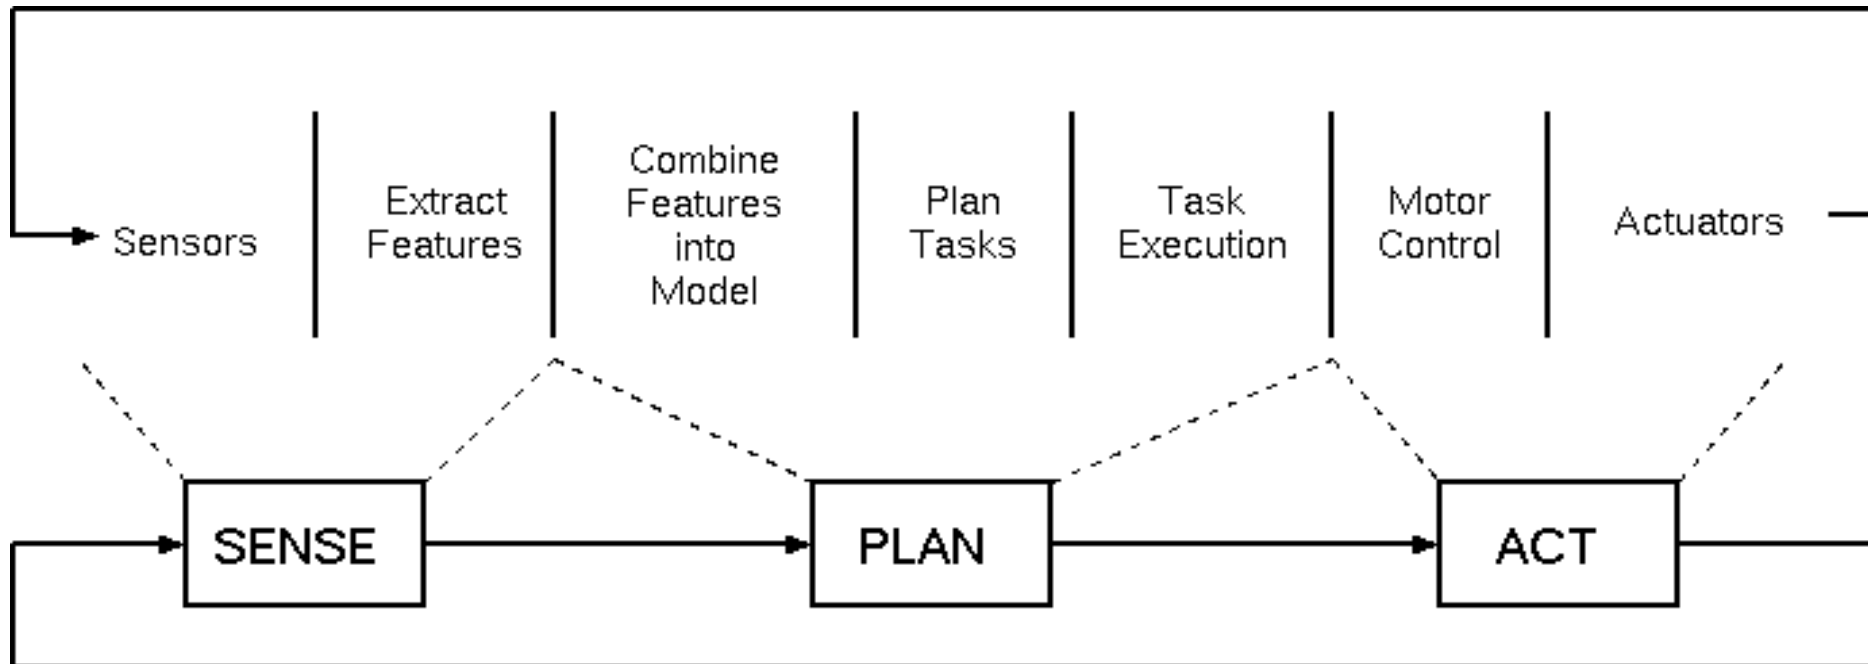 Sensors
Extract
Features
Combine
Features
into
Model
Plan
Tasks
Task
Execution
Motor
Control
Actuators
SENSE
PLAN
ACT